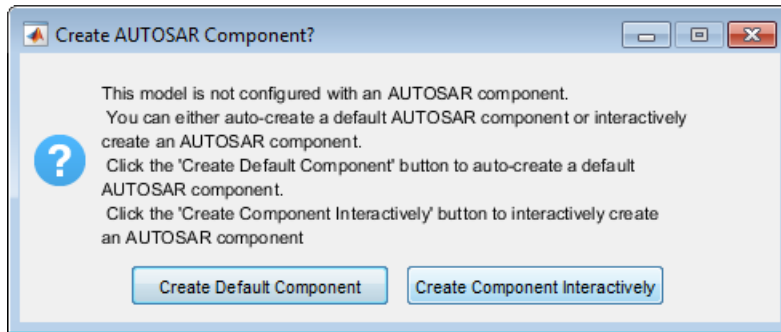 Create AUTOSAR Component?
This model is not configured with an AUTOSAR component.
You can either auto-create a default AUTOSAR component or interactively
create an AUTOSAR component.
Click the 'Create Default Component' button to auto-create a default
AUTOSAR component.
Click the 'Create Component Interactively' button to interactively create
an AUTOSAR component
Create Default Component
Create Component Interactively